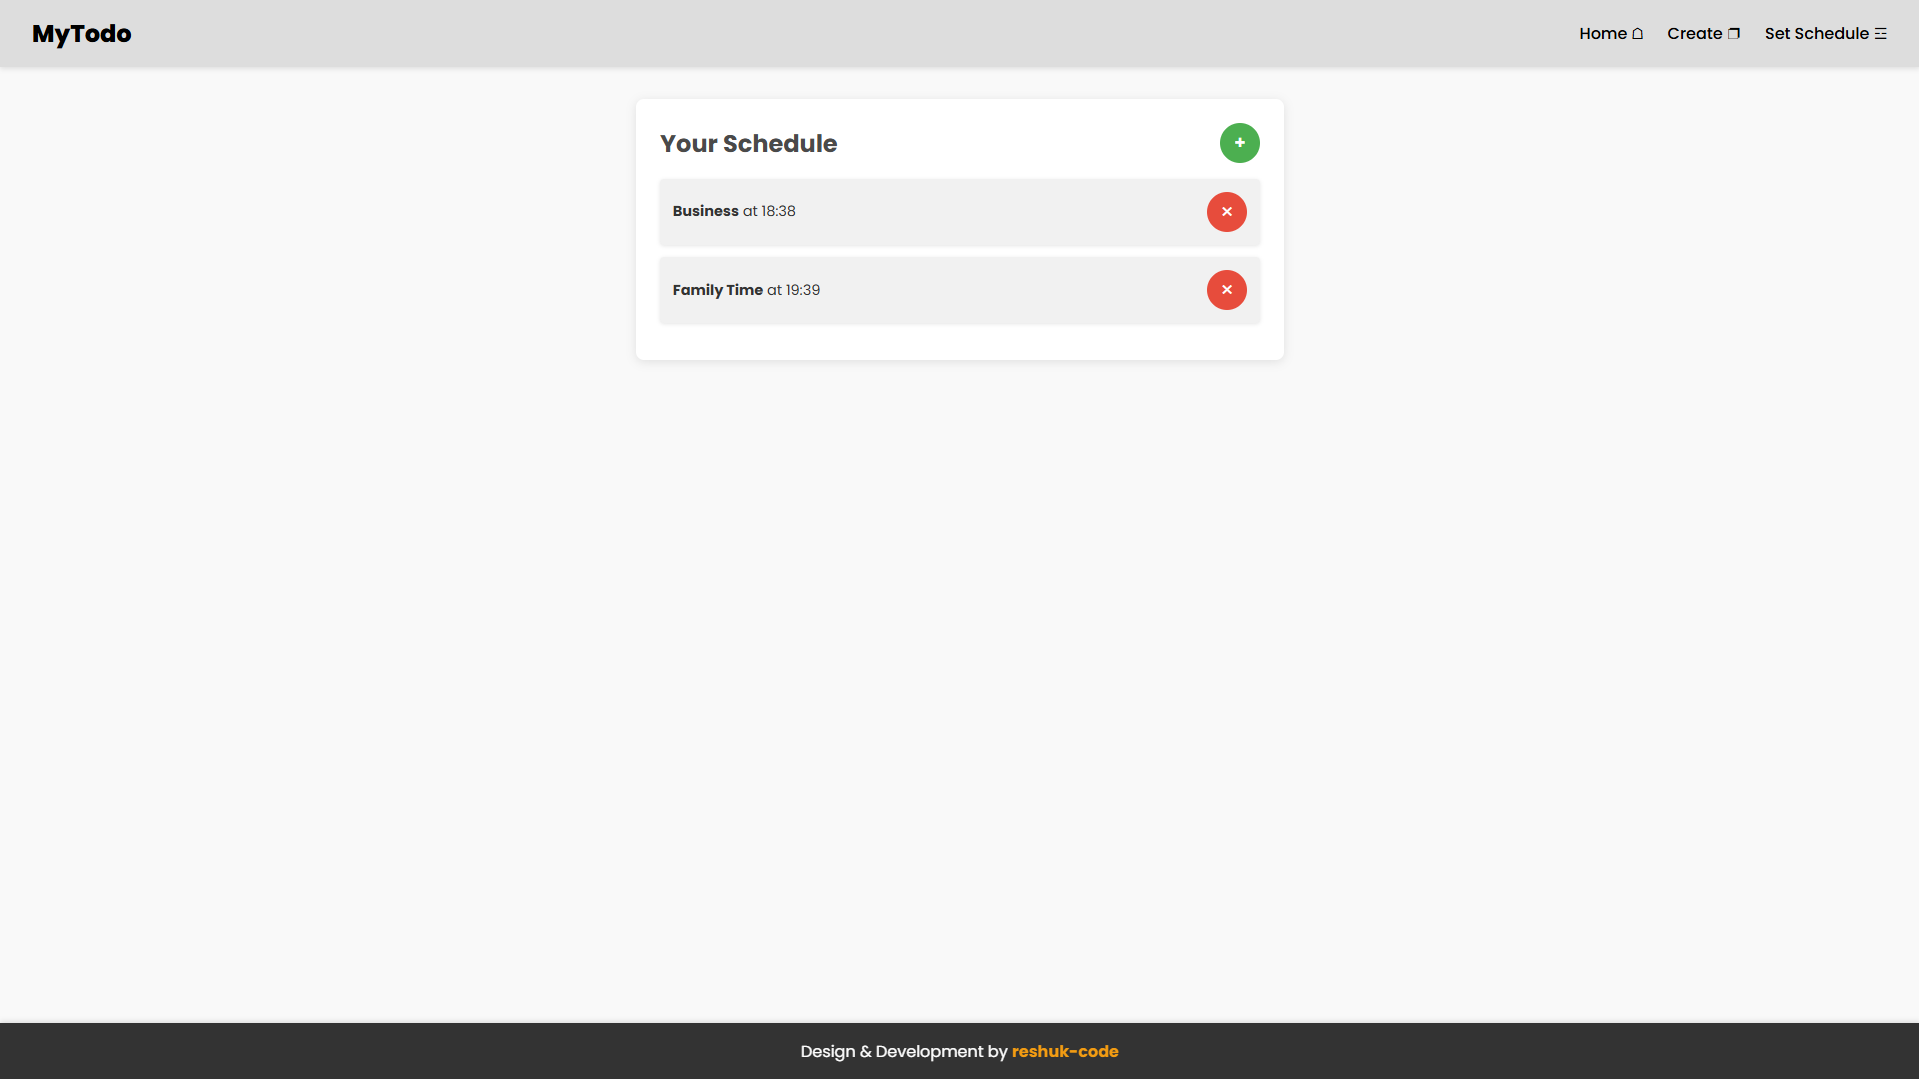 MyTodo
Home ☖ Create ❐ Set Schedule ☲
Your Schedule
+
Business at 18:38
×
Family Time at 19:39
×
Design & Development by reshuk-code